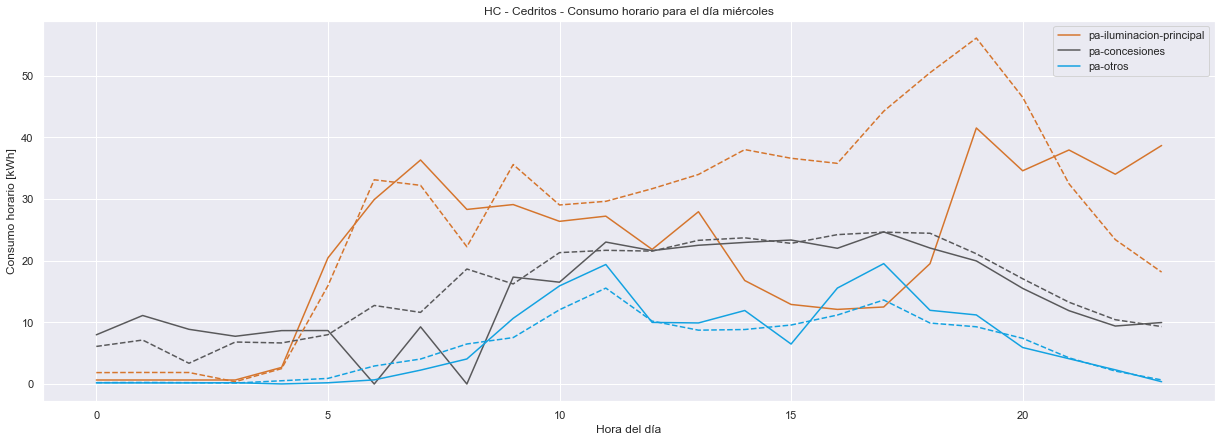 HC - Cedritos - Consumo horario para el día miércoles
pa-iluminacion-principal
pa-concesiones
pa-otros
Consumo horario [kWh]
50
40
30
20
10
0
0 5 10 15 20
Hora del día